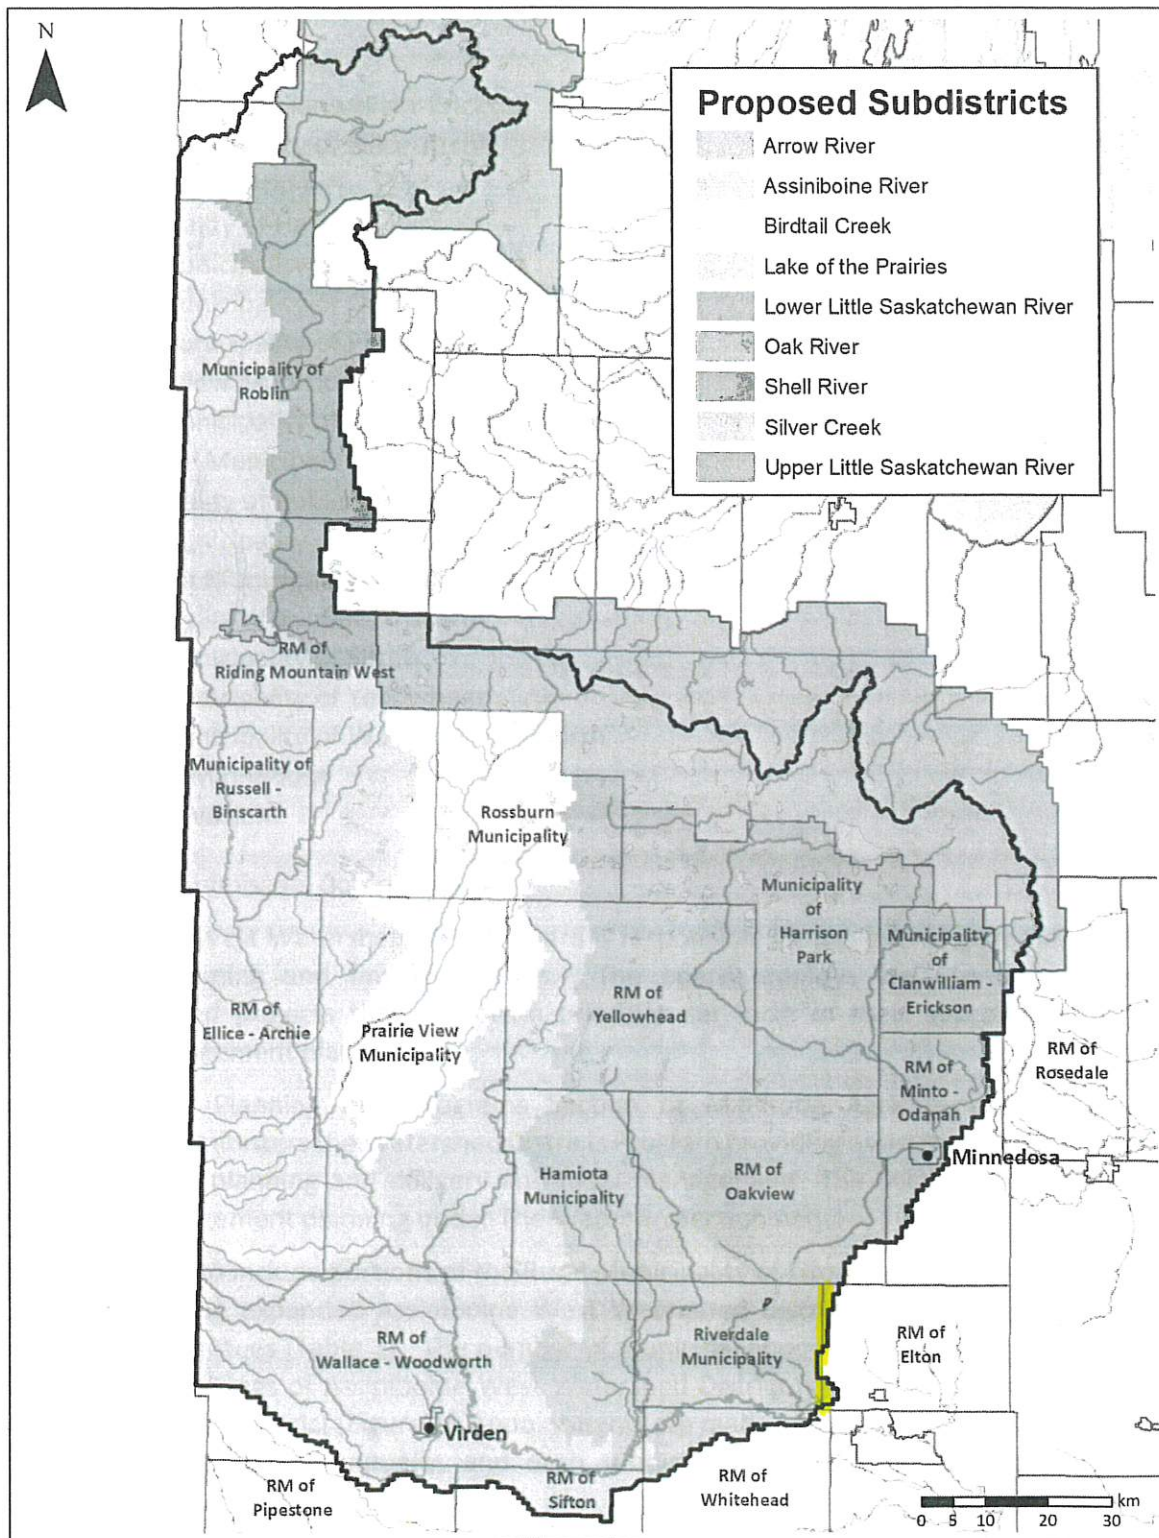 N
Proposed Subdistricts
Arrow River
Assiniboine River
Birdtail Creek
Lake of the Prairies
Lower Little Saskatchewan River
Oak River
Shell River
Silver Creek
Upper Little Saskatchewan River
Municipality of
Roblin
RM of
Riding Mountain West
Municipality of
Russell -
Binscarth
Rossburn
Municipality
Municipality
of
Harrison
Park
Municipality
of
Clanwilliam -
Erickson
RM of
Ellice - Archie
Prairie View
Municipality
RM of
Yellowhead
RM of
Rosedale
RM of
Minto -
Odanah
Minnedosa
Hamiota
Municipality
RM of
Oakview
RM of
Wallace - Woodworth
Riverdale
Municipality
RM of
Elton
Virden
RM of
Pipestone
RM of
Sifton
RM of
Whitehead
km
0 5 10 20 30